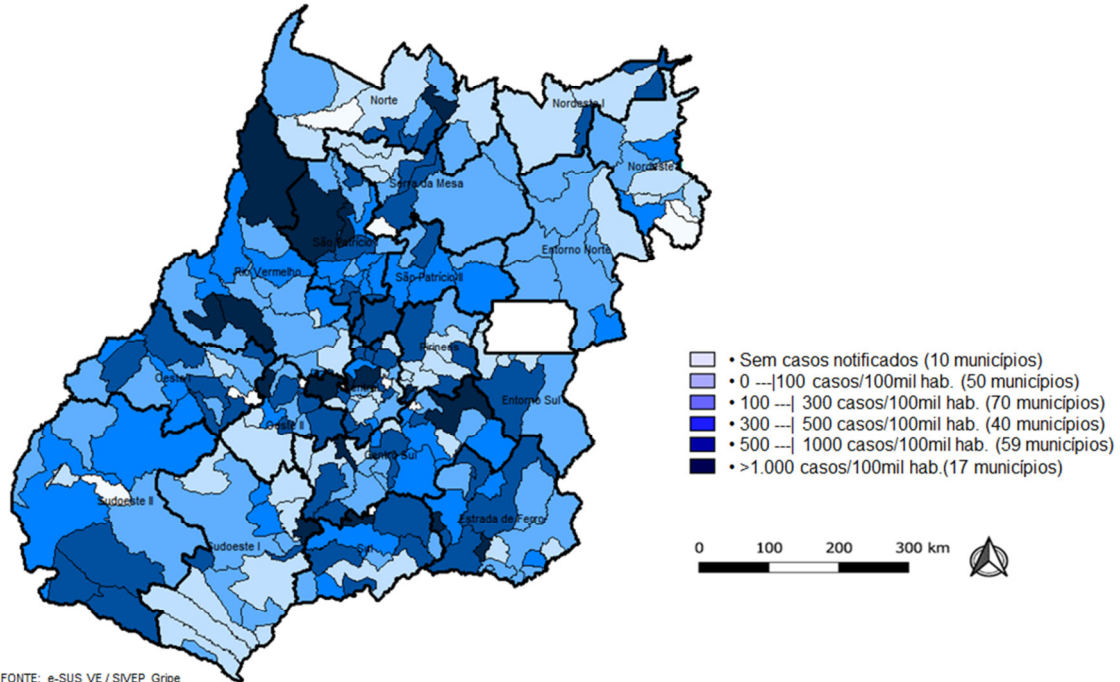 Norte
Nordeste I
Nordeste
Serra da Mesa
São Patrício I
Entorno Norte
Rio Vermelho
São Patrício II
Pirineus
Oeste I
Entorno Sul
Oeste II
Centro Sul
Sudoeste II
Estrada de Ferro
Sudoeste I
Sul
• Sem casos notificados (10 municípios)
• 0 ---|100 casos/100mil hab. (50 municípios)
• 100 ---| 300 casos/100mil hab. (70 municípios)
• 300 ---| 500 casos/100mil hab. (40 municípios)
• 500 ---| 1000 casos/100mil hab. (59 municípios)
• >1.000 casos/100mil hab.(17 municípios)
0 100 200 300 km
FONTE: e-SUS VE / SIVEP Gripe